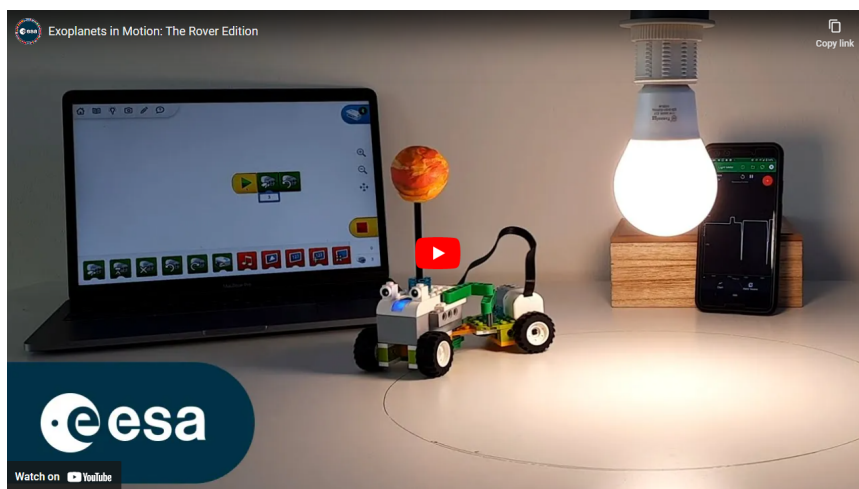 esa
Exoplanets in Motion: The Rover Edition
Copy link
esa
Watch on YouTube